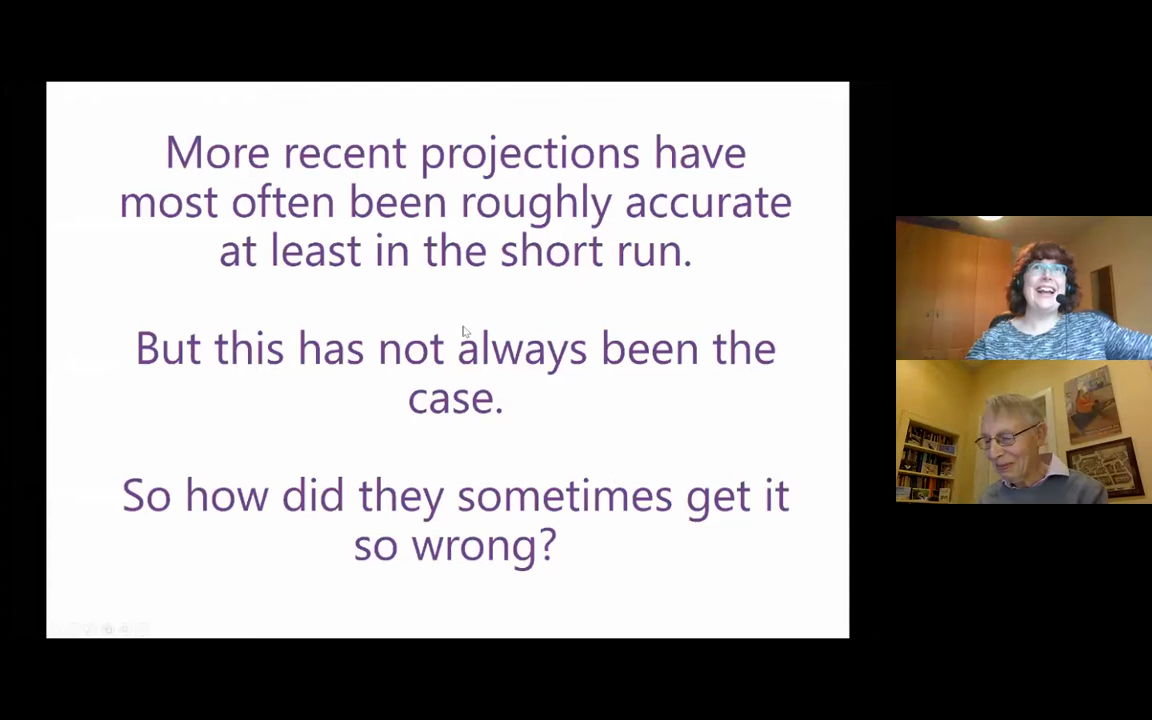 More recent projections have
most often been roughly accurate
at least in the short run.
But this has not always been the
case.
So how did they sometimes get it
so wrong?